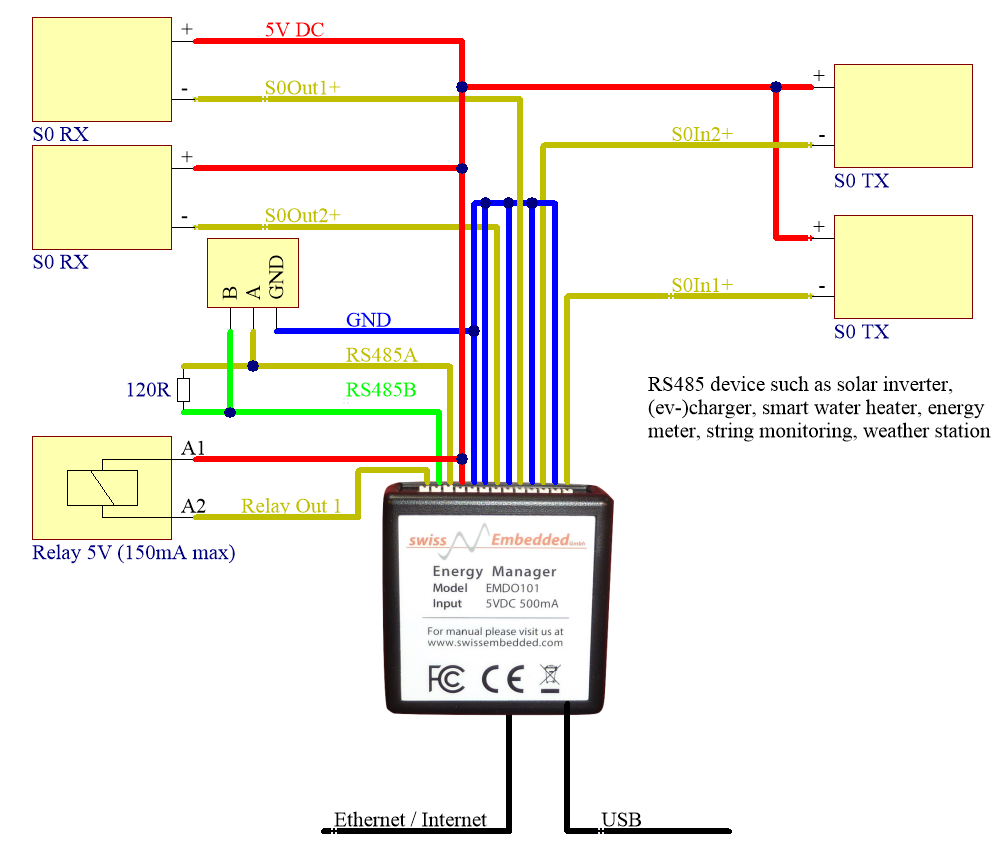 +
5V DC
-
S0Out1+
S0 RX
+
-
S0Out2+
S0 RX
+
S0In2+
-
S0 TX
+
S0In1+
-
S0 TX
B
A
GND
GND
RS485A
120R
RS485B
RS485 device such as solar inverter,
(ev-)charger, smart water heater, energy
meter, string monitoring, weather station
A1
A2
Relay Out 1
Relay 5V (150mA max)
swiss Embedded GmbH
Energy Manager
Model EMDO101
Input 5VDC 500mA
For manual please visit us at
www.swissembedded.com
FC CE
Ethernet / Internet
USB